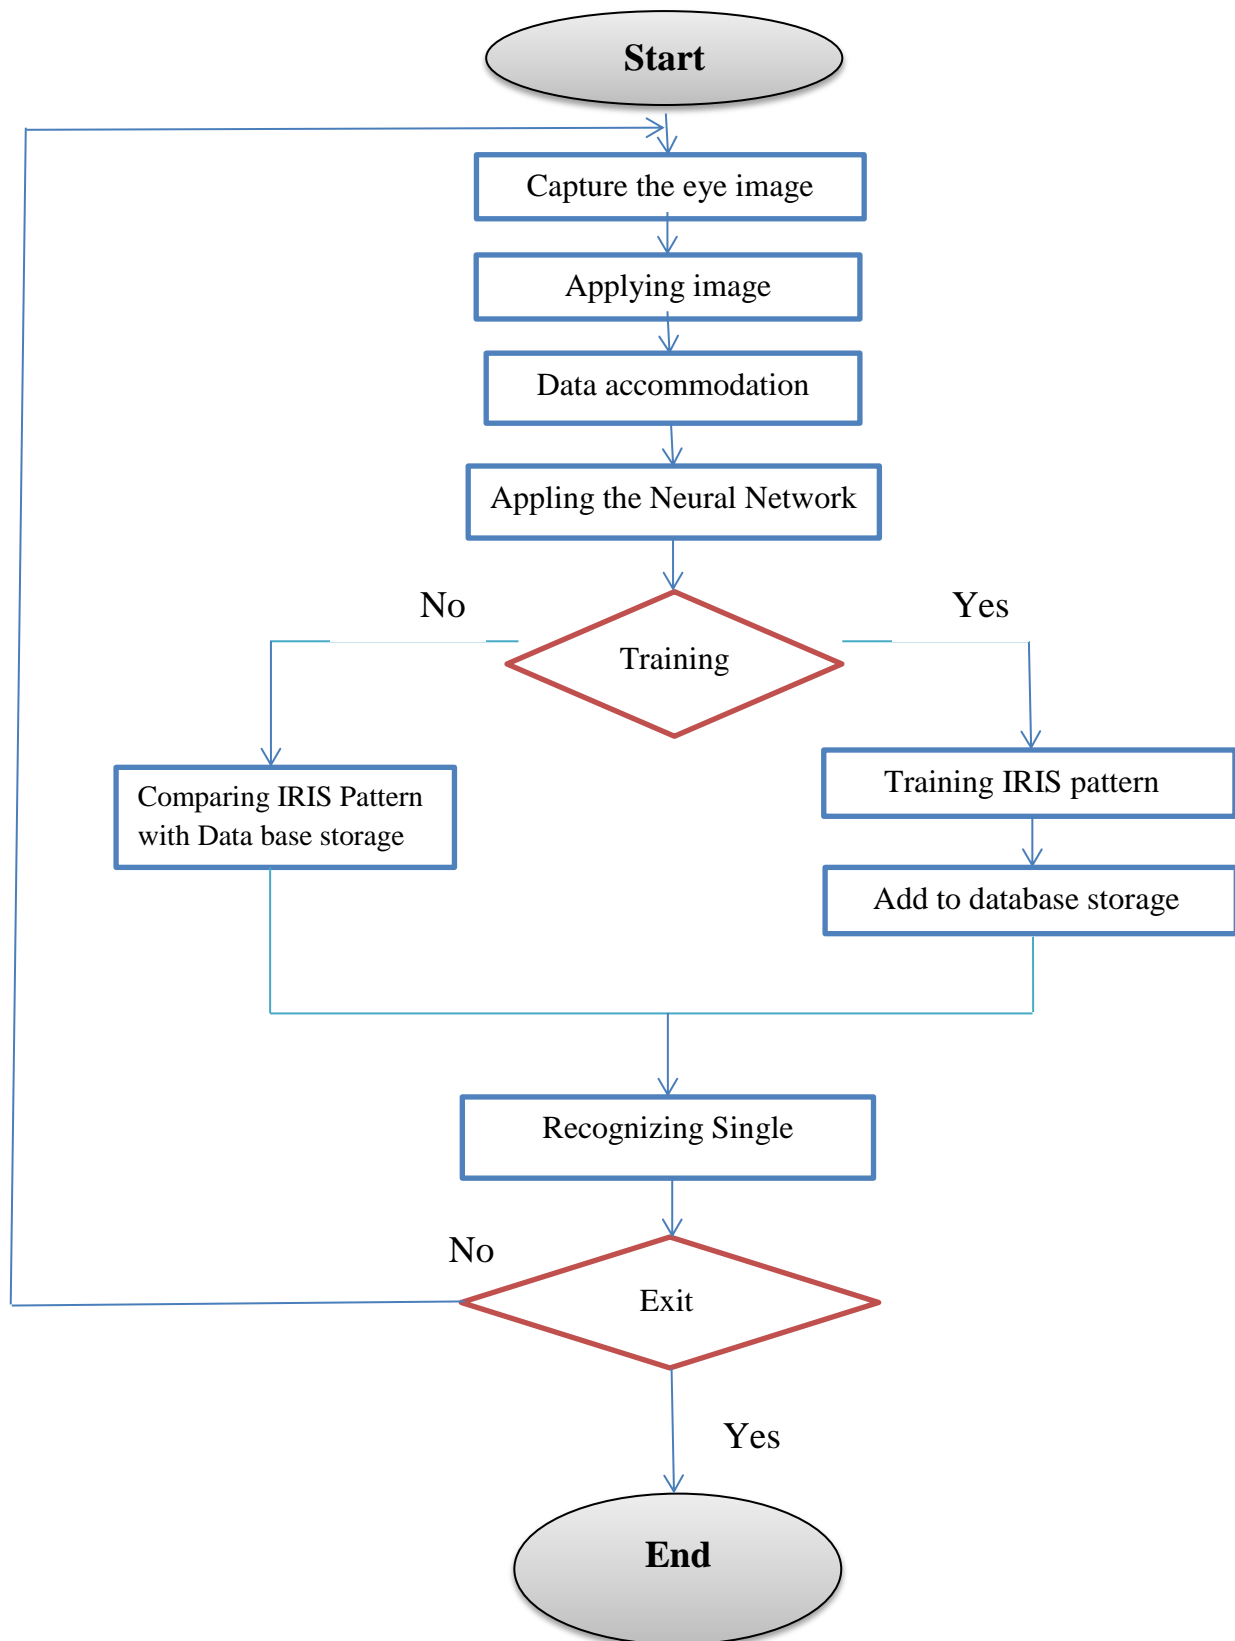 Start
Capture the eye image
Applying image
Data accommodation
Appling the Neural Network
No
Yes
Training
Comparing IRIS Pattern
with Data base storage
Training IRIS pattern
Add to database storage
Recognizing Single
No
Exit
Yes
End